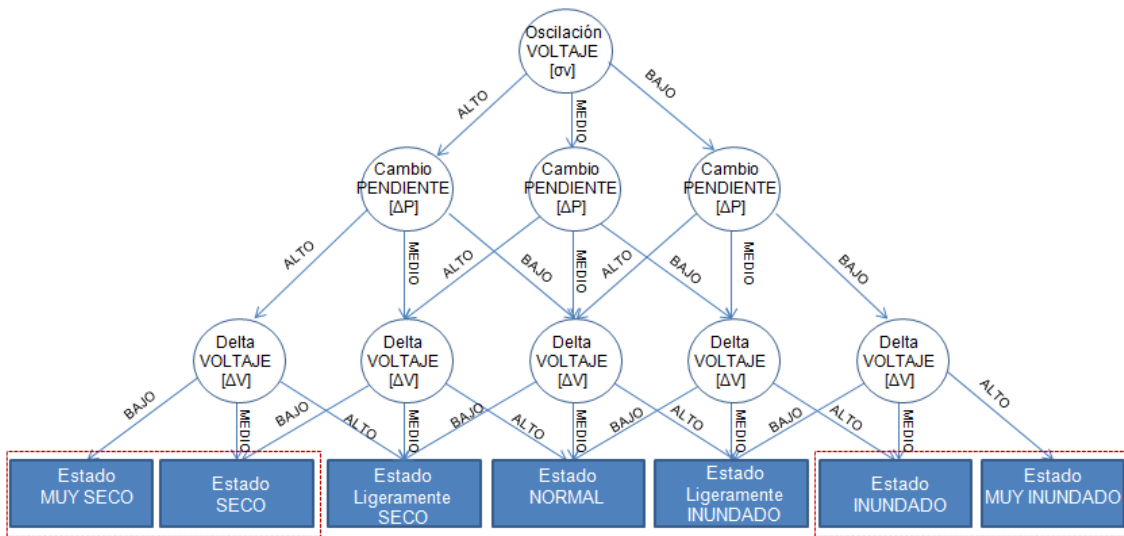 Oscilación
VOLTAJE
[σv]
ALTO
MEDIO
BAJO
Cambio
PENDIENTE
[ΔP]
Cambio
PENDIENTE
[ΔP]
Cambio
PENDIENTE
[ΔP]
ALTO
MEDIO
BAJO
ALTO
MEDIO
BAJO
ALTO
MEDIO
BAJO
Delta
VOLTAJE
[ΔV]
Delta
VOLTAJE
[ΔV]
Delta
VOLTAJE
[ΔV]
Delta
VOLTAJE
[ΔV]
Delta
VOLTAJE
[ΔV]
BAJO
MEDIO
ALTO
BAJO
MEDIO
ALTO
BAJO
MEDIO
ALTO
BAJO
MEDIO
ALTO
BAJO
MEDIO
ALTO
Estado
MUY SECO
Estado
SECO
Estado
Ligeramente
SECO
Estado
NORMAL
Estado
Ligeramente
INUNDADO
Estado
INUNDADO
Estado
MUY INUNDADO